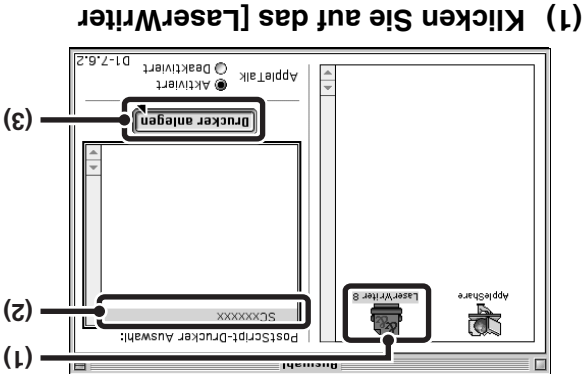 Auswahl
(1)
PostScript-Drucker Auswahl:
AppleShare
LaserWriter 8
SCxxxxxx
(2)
Drucker anlegen
(3)
AppleTalk
Aktiviert
Deaktiviert
D1-7.6.2
(1) Klicken Sie auf das [LaserWriter